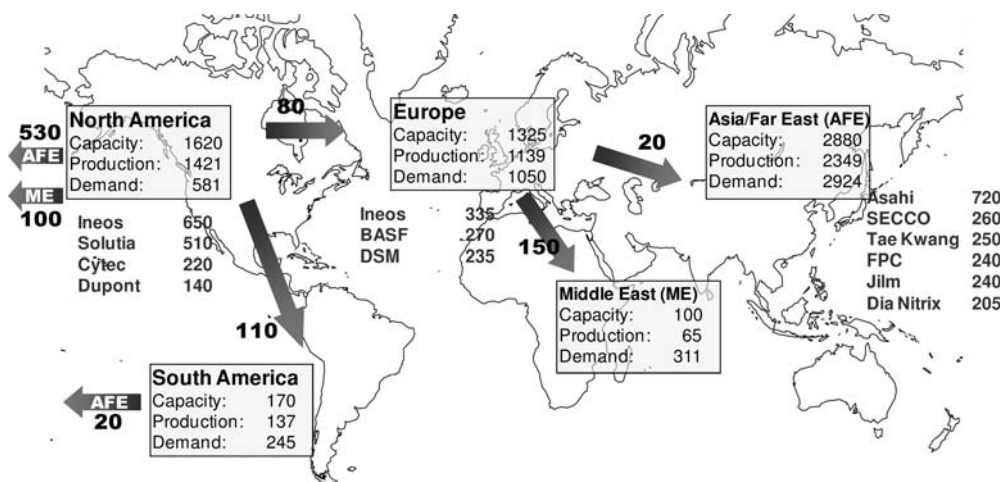 80
530
AFE
ME
100
North America
Capacity: 1620
Production: 1421
Demand: 581
Ineos 650
Solutia 510
Cytec 220
Dupont 140
Europe
Capacity: 1325
Production: 1139
Demand: 1050
Ineos 335
BASF 270
DSM 235
20
150
Asia/Far East (AFE)
Capacity: 2880
Production: 2349
Demand: 2924
Asahi 720
SECCO 260
Tae Kwang 250
FPC 240
Jilm 240
Dia Nitrix 205
Middle East (ME)
Capacity: 100
Production: 65
Demand: 311
110
South America
Capacity: 170
Production: 137
Demand: 245
AFE
20